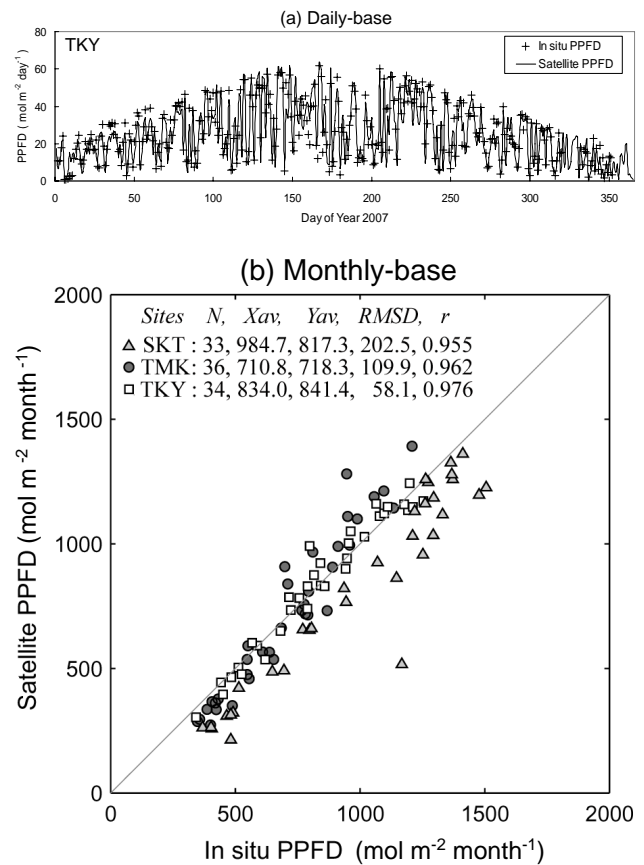 (a) Daily-base
80
TKY
+ In situ PPFD
— Satellite PPFD
60
40
20
0
PPFD ( mol m⁻² day⁻¹)
0 50 100 150 200 250 300 350
Day of Year 2007
(b) Monthly-base
2000
Sites N, Xav, Yav, RMSD, r
SKT : 33, 984.7, 817.3, 202.5, 0.955
TMK : 36, 710.8, 718.3, 109.9, 0.962
TKY : 34, 834.0, 841.4, 58.1, 0.976
1500
1000
500
0
Satellite PPFD (mol m⁻² month⁻¹)
0 500 1000 1500 2000
In situ PPFD (mol m⁻² month⁻¹)